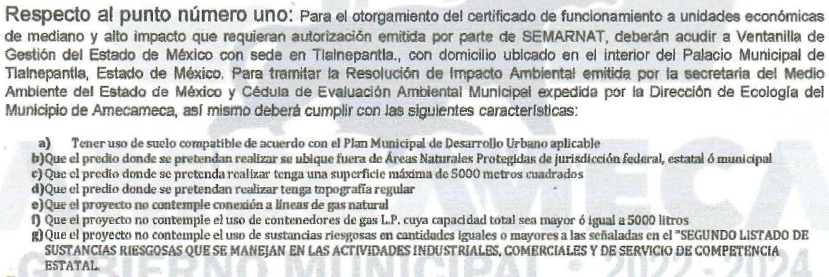 Respecto al punto número uno: Para el otorgamiento del certificado de funcionamiento a unidades económicas
de mediano y alto impacto que requieran autorización emitida por parte de SEMARNAT, deberán acudir a Ventanilla de
Gestión del Estado de México con sede en Tlalnepantla., con domicilio ubicado en el interior del Palacio Municipal de
Tlalnepantla, Estado de México. Para tramitar la Resolución de Impacto Ambiental emitida por la secretaria del Medio
Ambiente del Estado de México y Cédula de Evaluación Ambiental Municipal expedida por la Dirección de Ecología del
Municipio de Amecameca, así mismo deberá cumplir con las siguientes características:
a) Tener uso de suelo compatible de acuerdo con el Plan Municipal de Desarrollo Urbano aplicable
b)Que el predio donde se pretendan realizar se ubique fuera de Áreas Naturales Protegidas de jurisdicción federal, estatal ó municipal
c) Que el predio donde se pretenda realizar tenga una superficie máxima de 5000 metros cuadrados
d)Que el predio donde se pretendan realizar tenga topografía regular
e) Que el proyecto no contemple conexión a líneas de gas natural
f) Que el proyecto no contemple el uso de contenedores de gas L.P. cuya capacidad total sea mayor ó igual a 5000 litros
g) Que el proyecto no contemple el uso de sustancias riesgosas en cantidades iguales o mayores a las señaladas en el "SEGUNDO LISTADO DE
SUSTANCIAS RIESGOSAS QUE SE MANEJAN EN LAS ACTIVIDADES INDUSTRIALES, COMERCIALES Y DE SERVICIO DE COMPETENCIA
ESTATAL.
AMECAMECA
GOBIERNO MUNICIPAL • 2022 - 2024